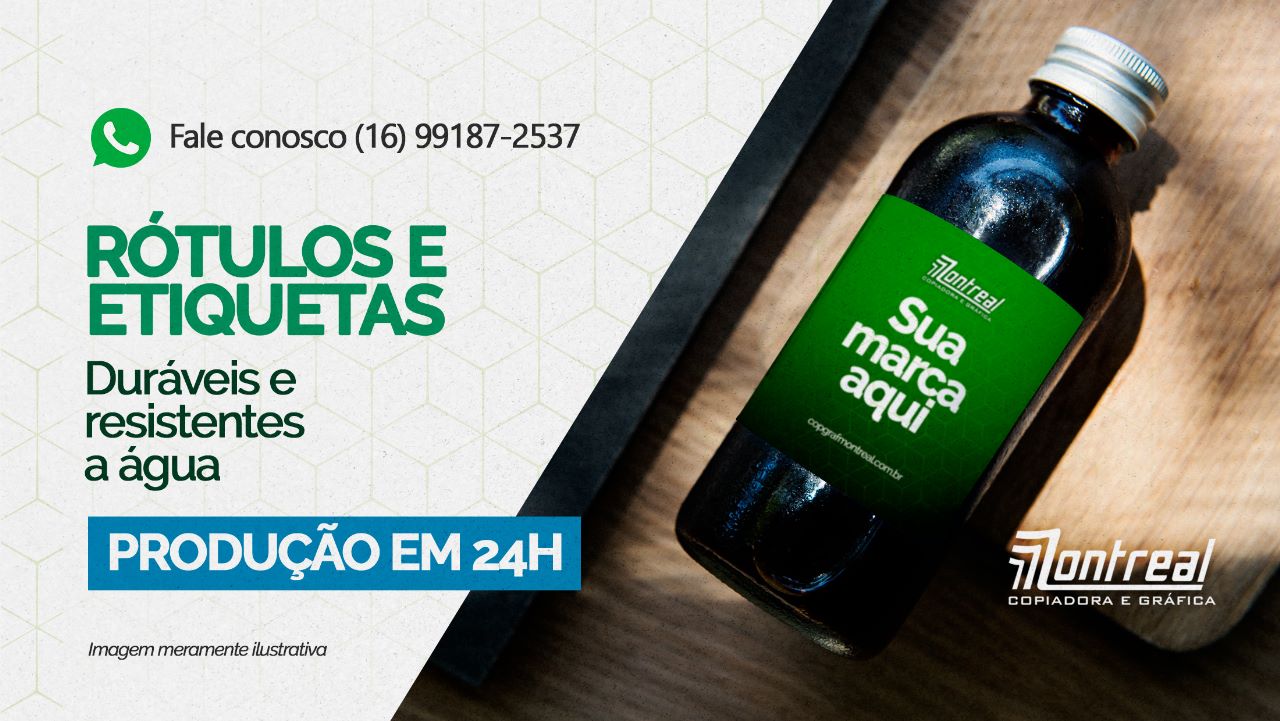 Fale conosco (16) 99187-2537
RÓTULOS E
ETIQUETAS
Duráveis e
resistentes
a água
PRODUÇÃO EM 24H
Imagem meramente ilustrativa
Montreal
COPIADORA E GRÁFICA
Sua
marca
aqui
copgrafmontreal.com.br
Montreal
COPIADORA E GRÁFICA